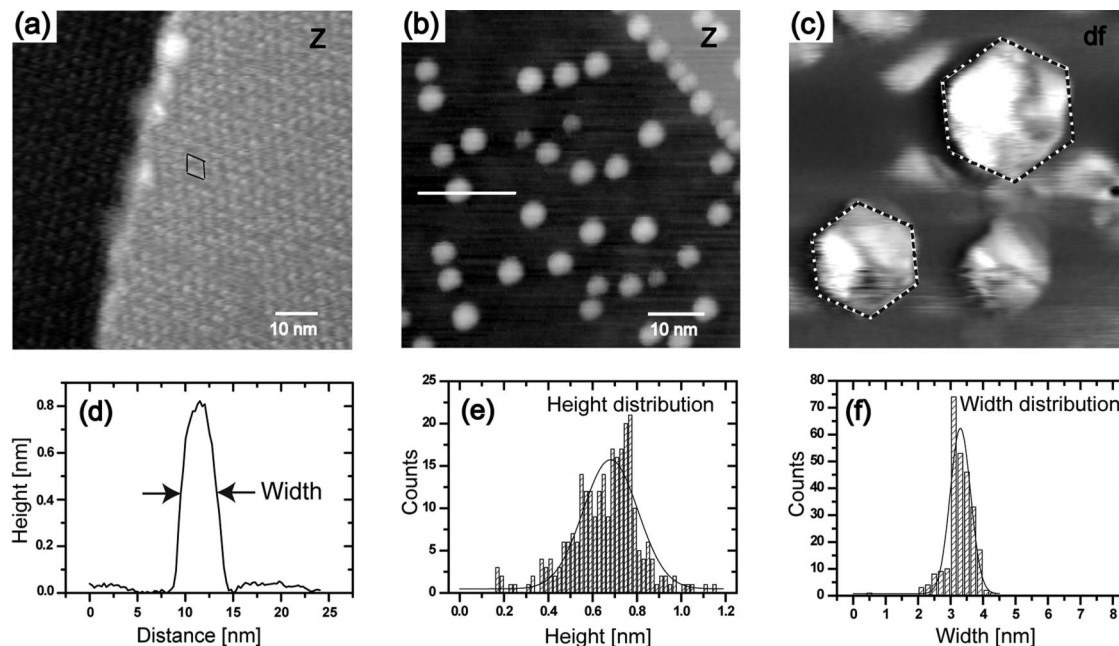 (a)
Z
10 nm
(b)
Z
10 nm
(c)
df
(d)
Width
0.8
0.6
0.4
0.2
0.0
0 5 10 15 20 25
Height [nm]
Distance [nm]
(e)
Height distribution
25
20
15
10
5
0
0.0 0.2 0.4 0.6 0.8 1.0 1.2
Counts
Height [nm]
(f)
Width distribution
80
70
60
50
40
30
20
10
0
0 1 2 3 4 5 6 7 8
Counts
Width [nm]